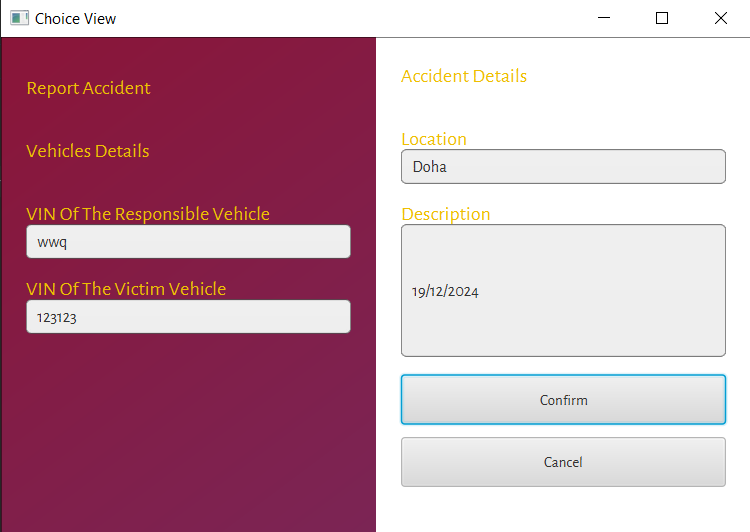 Choice View
Report Accident
Vehicles Details
VIN Of The Responsible Vehicle
wwq
VIN Of The Victim Vehicle
123123
Accident Details
Location
Doha
Description
19/12/2024
Confirm
Cancel